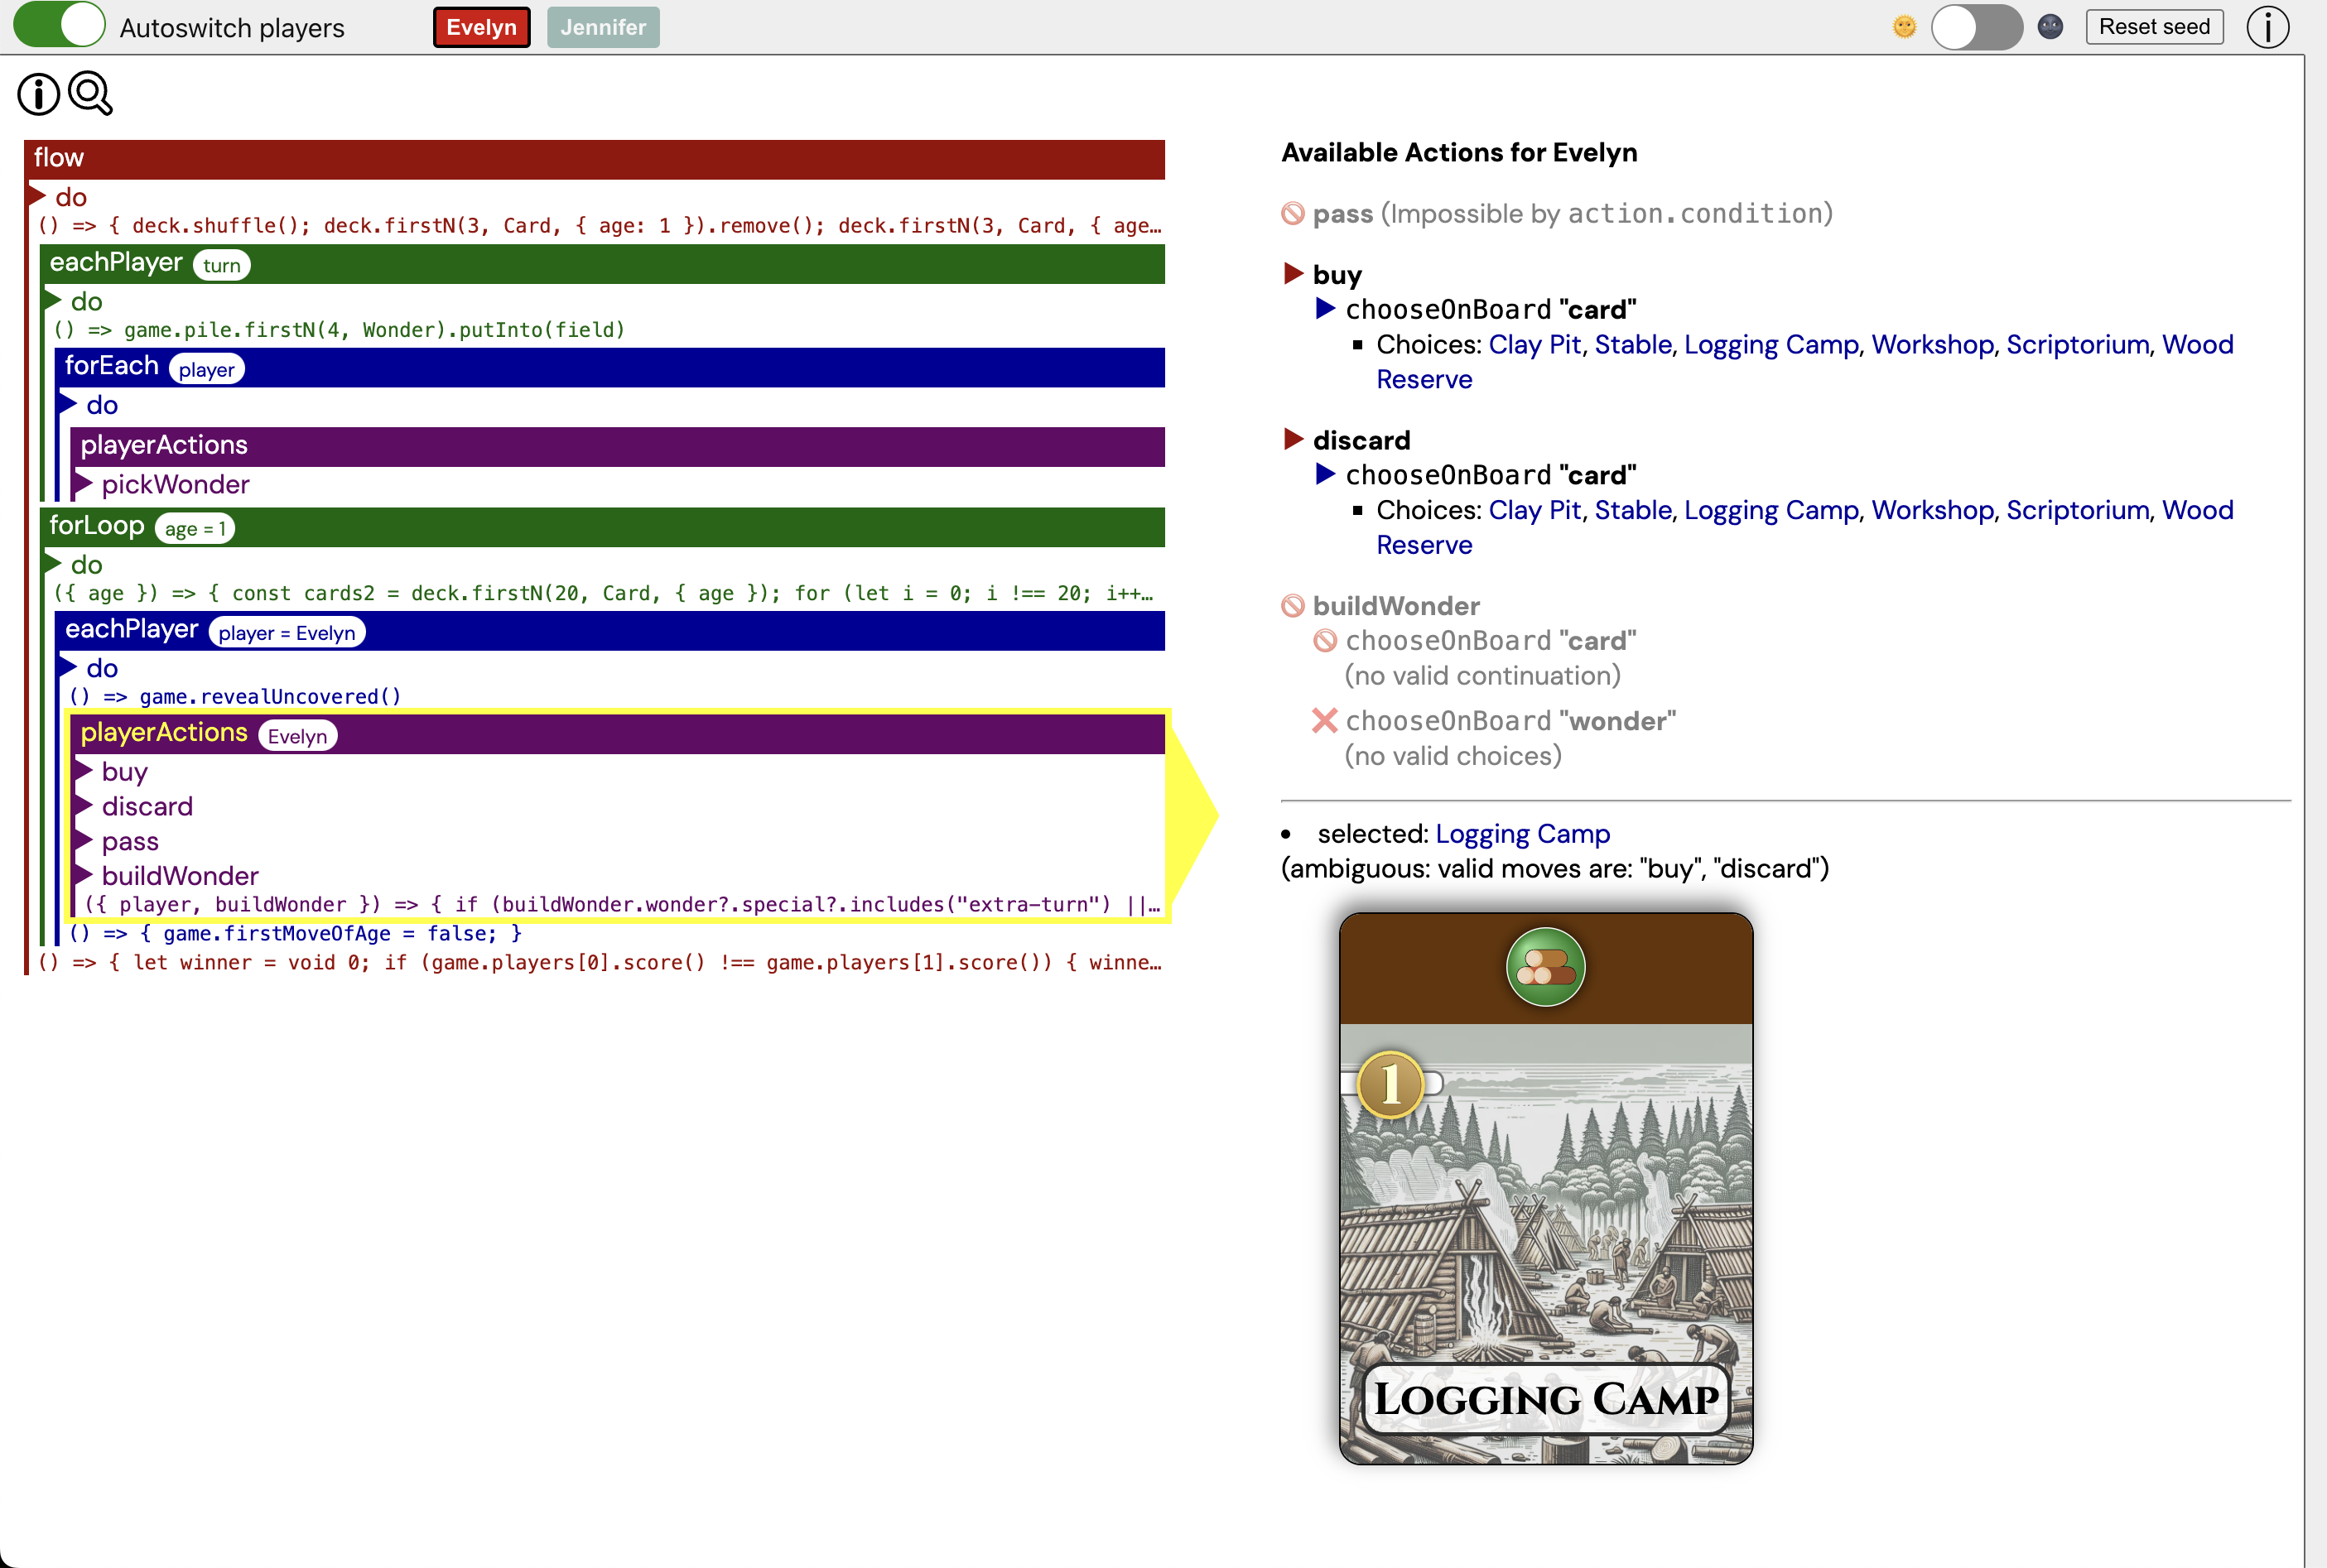 Autoswitch players
Evelyn
Jennifer
Reset seed
flow
do
() => { deck.shuffle(); deck.firstN(3, Card, { age: 1 }).remove(); deck.firstN(3, Card, { age…
eachPlayer turn
do
() => game.pile.firstN(4, Wonder).putInto(field)
forEach player
do
playerActions
pickWonder
forLoop age = 1
do
({ age }) => { const cards2 = deck.firstN(20, Card, { age }); for (let i = 0; i !== 20; i++…
eachPlayer player = Evelyn
do
() => game.revealUncovered()
playerActions Evelyn
buy
discard
pass
buildWonder
({ player, buildWonder }) => { if (buildWonder.wonder?.special?.includes("extra-turn") ||…
() => { game.firstMoveOfAge = false; }
() => { let winner = void 0; if (game.players[0].score() !== game.players[1].score()) { winne…
Available Actions for Evelyn
pass (Impossible by action.condition)
buy
chooseOnBoard "card"
Choices: Clay Pit, Stable, Logging Camp, Workshop, Scriptorium, Wood
Reserve
discard
chooseOnBoard "card"
Choices: Clay Pit, Stable, Logging Camp, Workshop, Scriptorium, Wood
Reserve
buildWonder
chooseOnBoard "card"
(no valid continuation)
chooseOnBoard "wonder"
(no valid choices)
selected: Logging Camp
(ambiguous: valid moves are: "buy", "discard")
1
Logging Camp